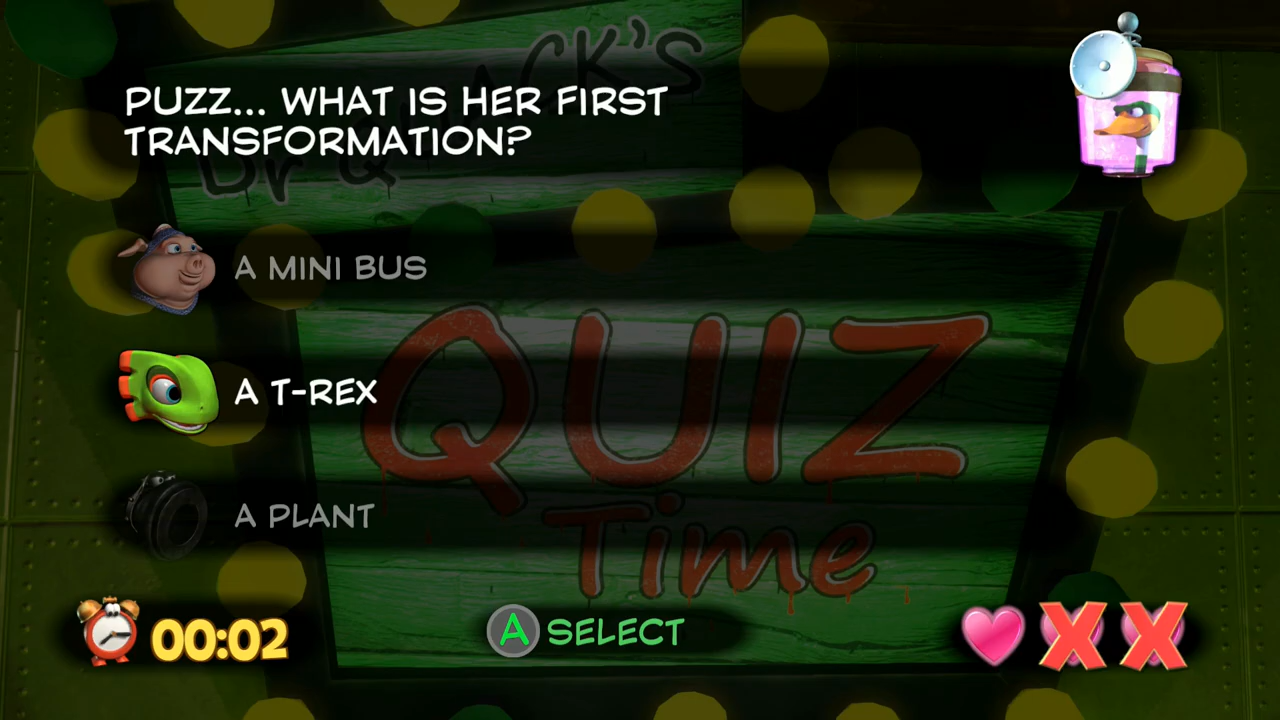 PUZZ... WHAT IS HER FIRST
TRANSFORMATION?
A MINI BUS
A T-REX
A PLANT
QUIZ
Time
00:02
A SELECT